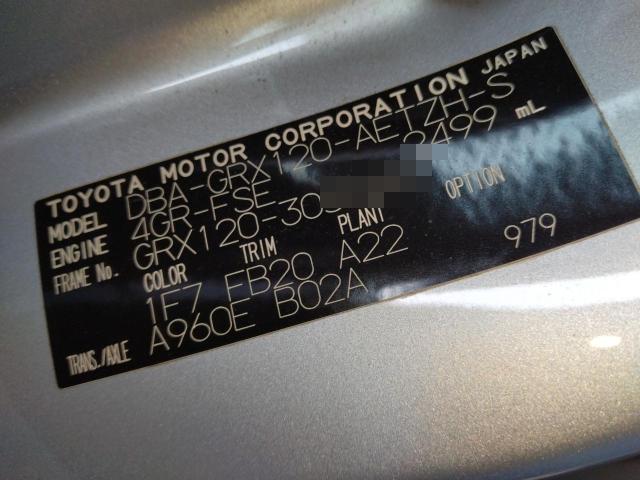 TOYOTA MOTOR CORPORATION JAPAN
MODEL DBA-GRX120-AETZH-S
ENGINE 4GR-FSE 2499 mL
FRAME No. GRX120-30
COLOR TRIM PLANT OPTION
1F7 FB20 A22 979
TRANS./AXLE A960E B02A